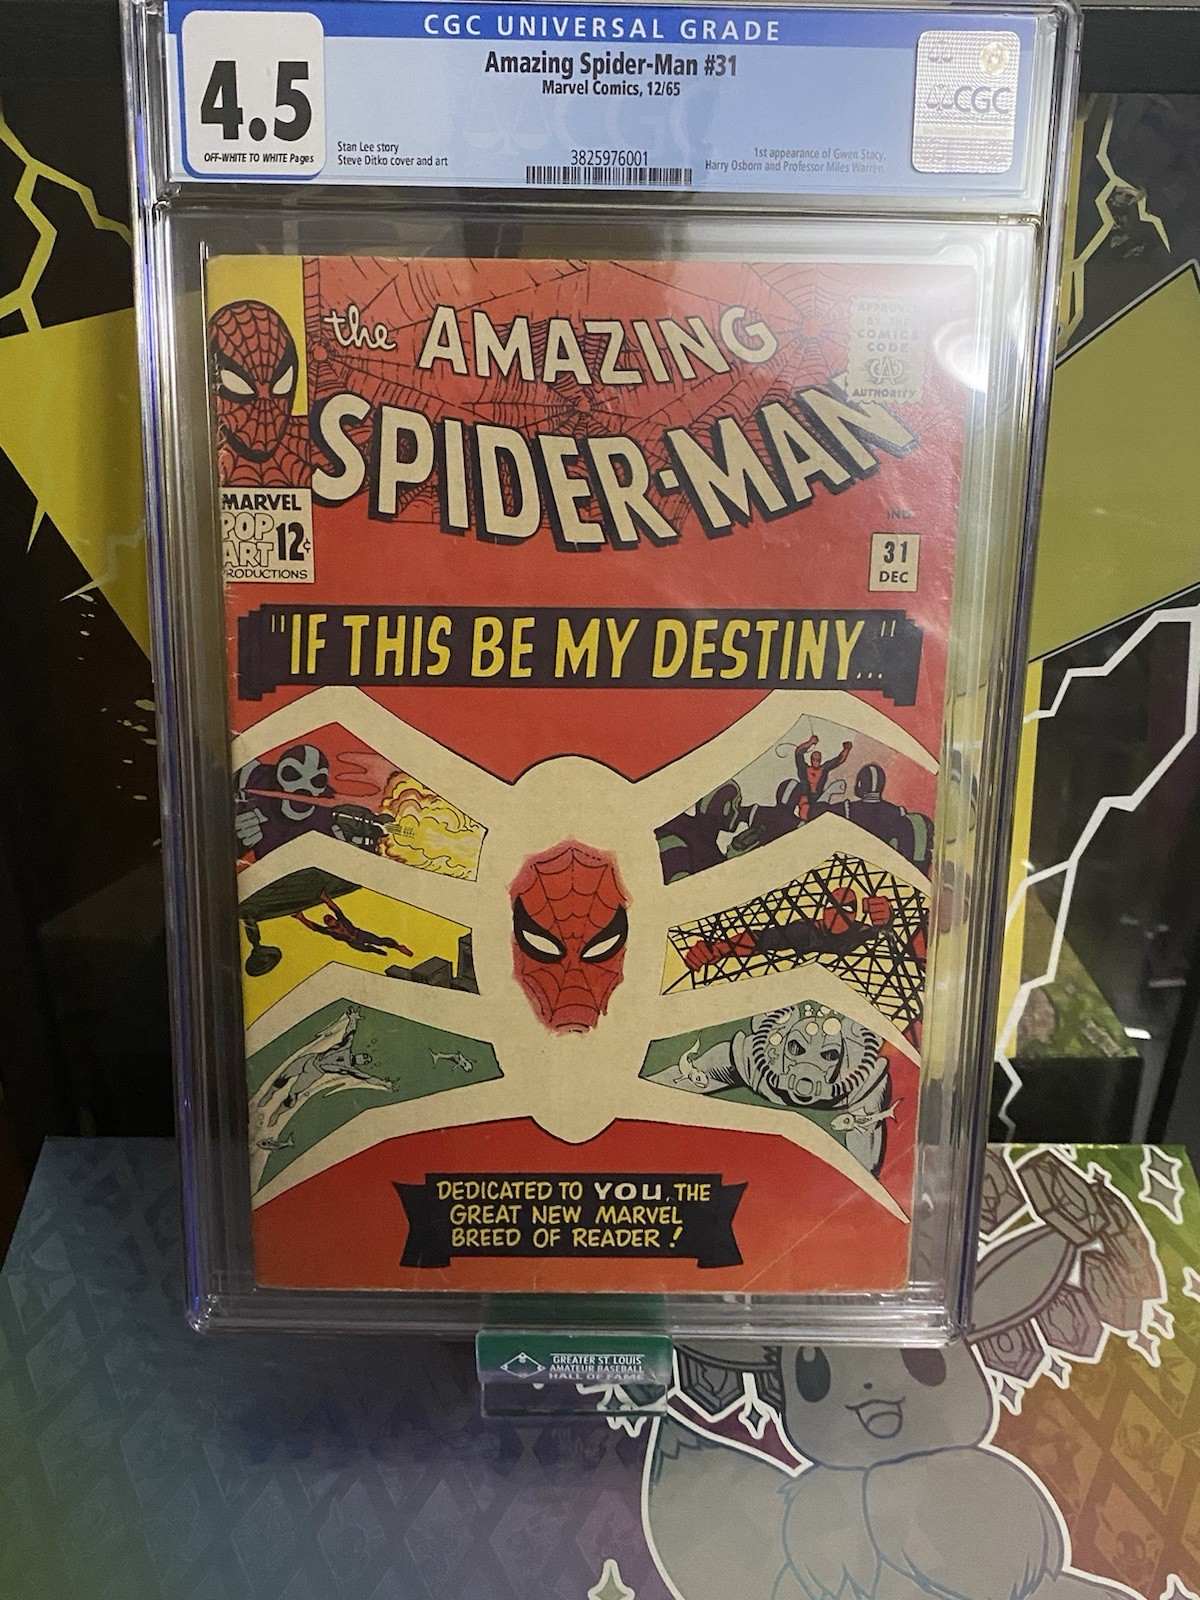 CGC UNIVERSAL GRADE
4.5
OFF-WHITE TO WHITE Pages
Amazing Spider-Man #31
Marvel Comics, 12/65
Stan Lee story
Steve Ditko cover and art
3825976001
1st appearance of Gwen Stacy,
Harry Osborn and Professor Miles Warren.
CGC
the AMAZING
SPIDER-MAN
APPROVED
BY THE
COMICS
CODE
CA
AUTHORITY
MARVEL
POP
ART
12¢
PRODUCTIONS
IND.
31
DEC
"IF THIS BE MY DESTINY..."
DEDICATED TO YOU, THE
GREAT NEW MARVEL
BREED OF READER!
GREATER ST. LOUIS
AMATEUR BASEBALL
HALL OF FAME